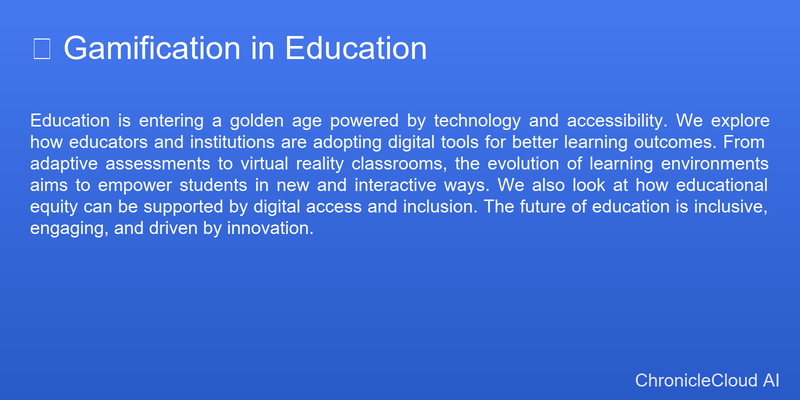 Gamification in Education
Education is entering a golden age powered by technology and accessibility. We explore
how educators and institutions are adopting digital tools for better learning outcomes. From
adaptive assessments to virtual reality classrooms, the evolution of learning environments
aims to empower students in new and interactive ways. We also look at how educational
equity can be supported by digital access and inclusion. The future of education is inclusive,
engaging, and driven by innovation.
ChronicleCloud AI